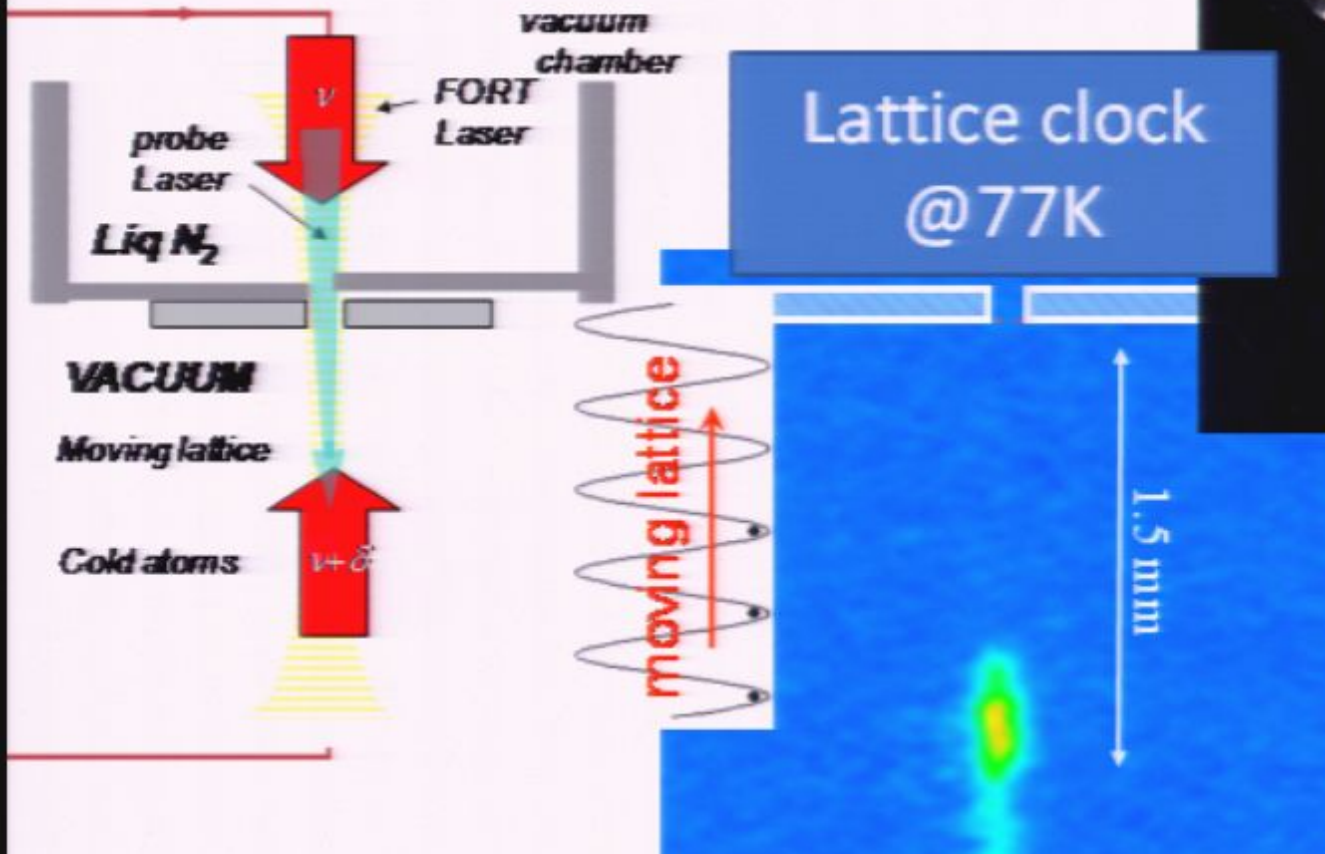 vacuum
chamber
ν
FORT
Laser
probe
Laser
Liq N₂
VACUUM
Moving lattice
Cold atoms
ν+ δ
Lattice clock
@77K
moving lattice
1.5 mm